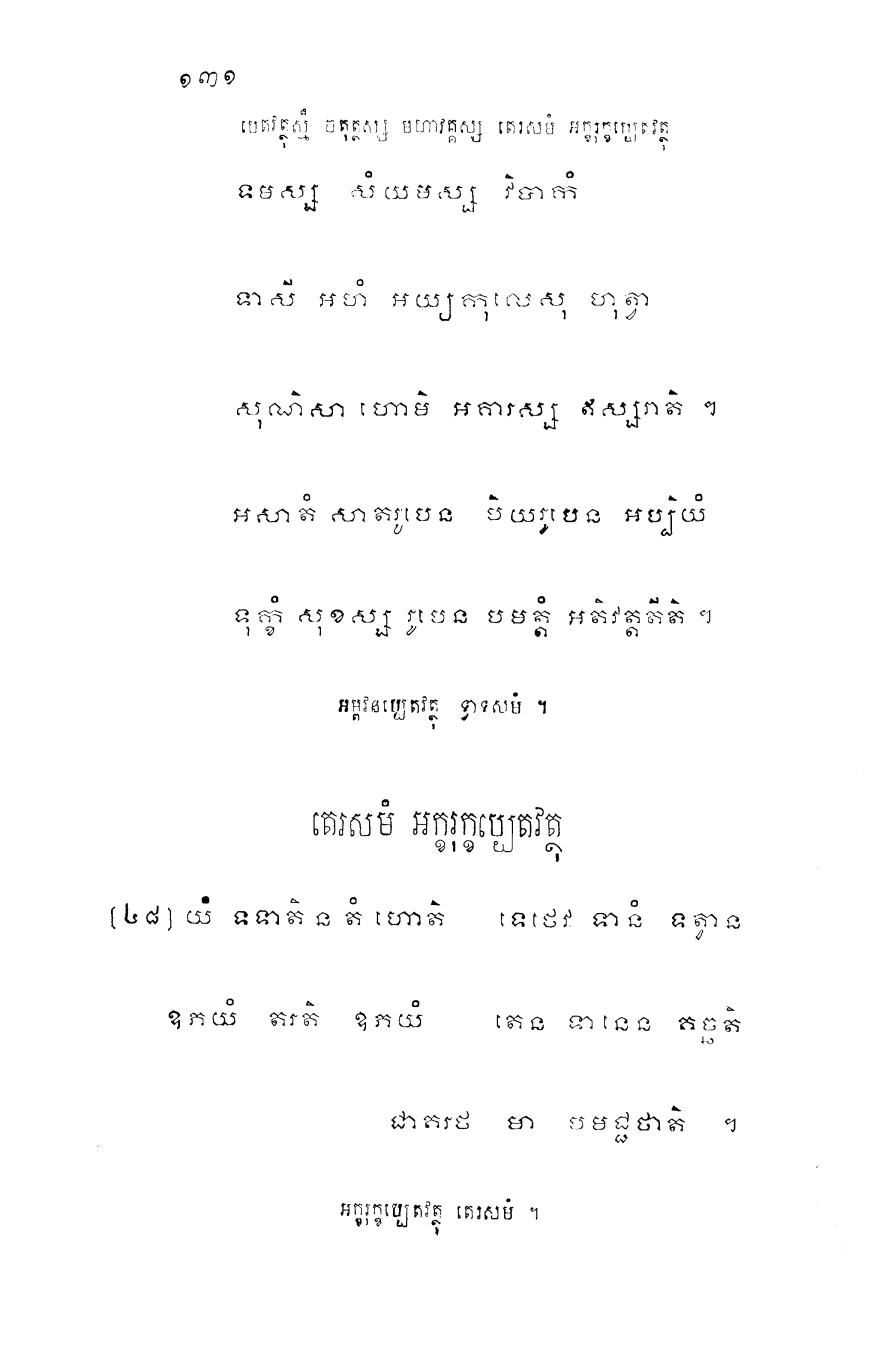 ១៣១
បេតវត្ថុស្មឹ ចតុត្ថស្ស មហាវគ្គស្ស តេរសមំ អក្ខរុក្ខប្បេតវត្ថុ
ទមស្ស សំយមស្ស វិបាកំ
ទាសី អហំ អយ្យកុលេសុ ហុត្វា
សុណិសា ហោមិ អគារស្ស ឥស្សរាតិ ។
អសាតំ សាតរូបេន បិយរូបេន អប្បិយំ
ទុក្ខំ សុខស្ស រូបេន បមត្តំ អតិវត្តតីតិ ។
អម្ពវនប្បេតវត្ថុ ទ្វាទសមំ ។
តេរសមំ អក្ខរុក្ខប្បេតវត្ថុ
(៤៨) យំ ទទាតិ ន តំ ហោតិ ទេថេវ ទានំ ទត្វាន
ឧភយំ តរតិ ឧភយំ តេន ទានេន គច្ឆតិ
ជាគរថ មា បមជ្ជថាតិ ។
អក្ខរុក្ខប្បេតវត្ថុ តេរសមំ ។